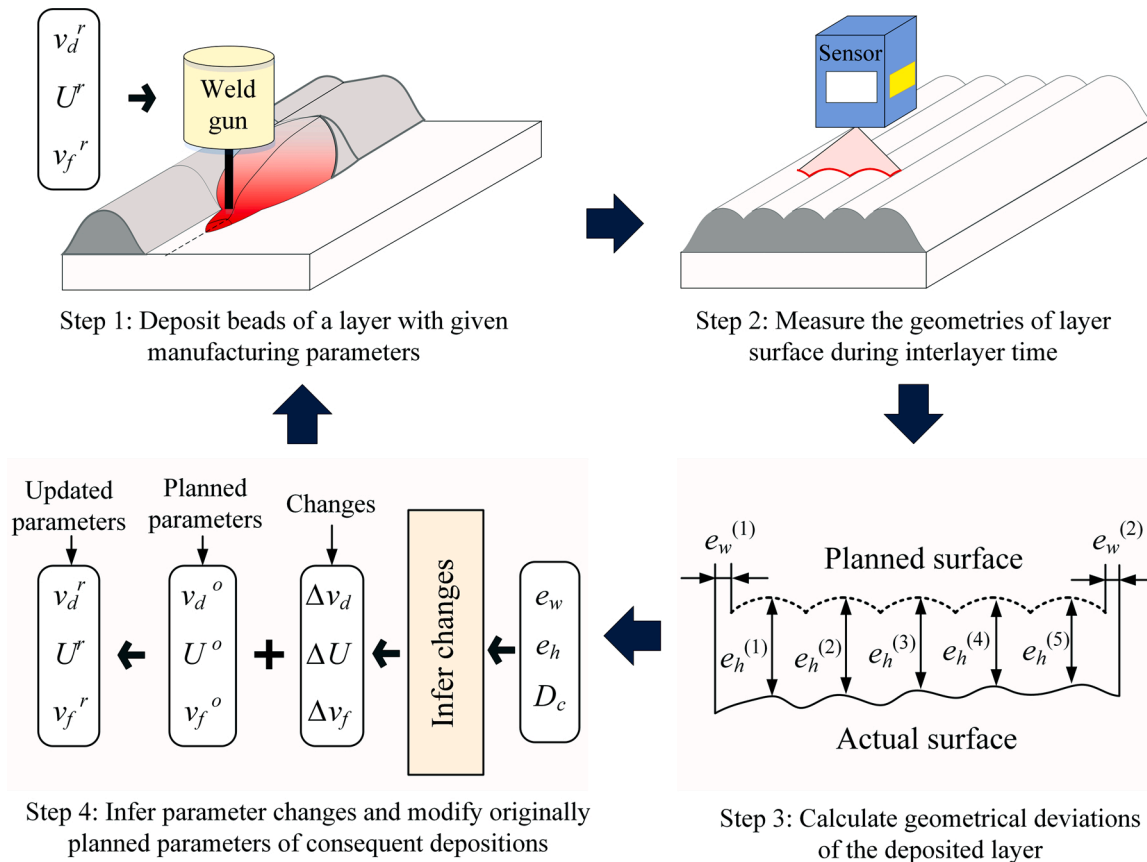 v_d^r
U^r
v_f^r
Weld
gun
Step 1: Deposit beads of a layer with given
manufacturing parameters
Sensor
Step 2: Measure the geometries of layer
surface during interlayer time
e_w^(1)
e_w^(2)
Planned surface
e_h^(1)
e_h^(2)
e_h^(3)
e_h^(4)
e_h^(5)
Actual surface
Step 3: Calculate geometrical deviations
of the deposited layer
Updated
parameters
Planned
parameters
Changes
v_d^r
U^r
v_f^r
v_d^o
U^o
v_f^o
+
Δv_d
ΔU
Δv_f
Infer changes
e_w
e_h
D_c
Step 4: Infer parameter changes and modify originally
planned parameters of consequent depositions